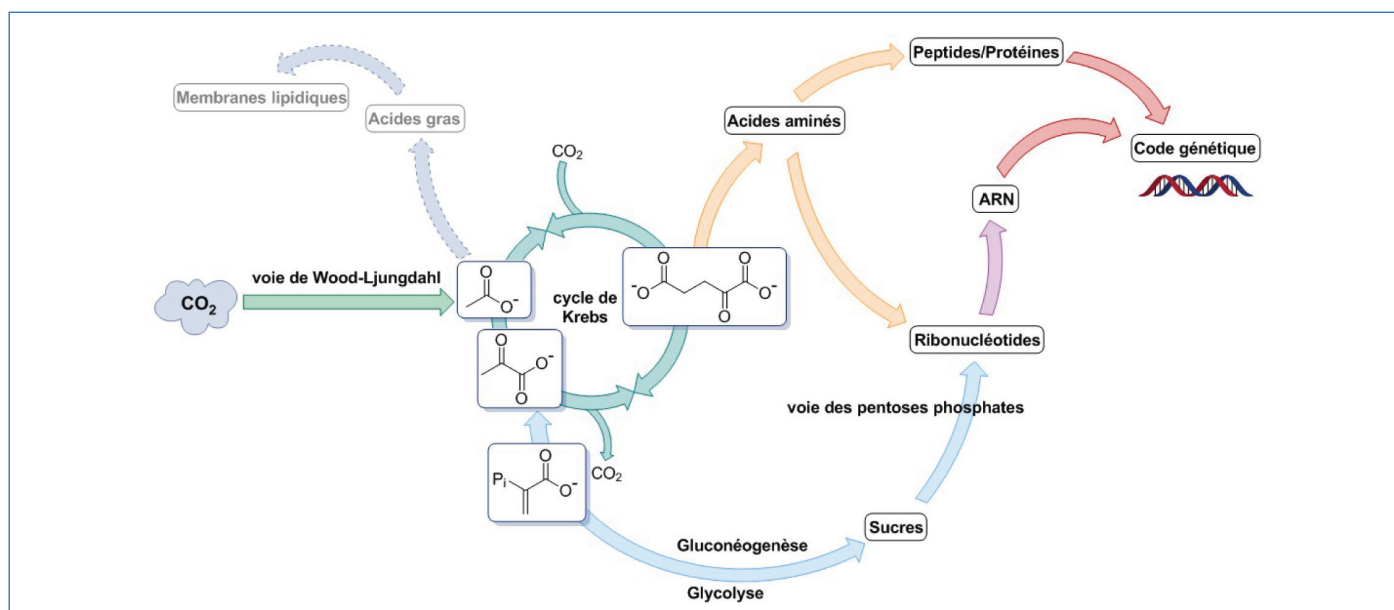 Peptides/Protéines
Membranes lipidiques
Acides gras
Acides aminés
CO₂
Code génétique
ARN
voie de Wood-Ljungdahl
CO₂
O
O⁻
cycle de
Krebs
O
O
⁻O
O⁻
O
Ribonucléotides
O
O⁻
O
voie des pentoses phosphates
O
Pᵢ
O⁻
CO₂
Sucres
Gluconéogenèse
Glycolyse